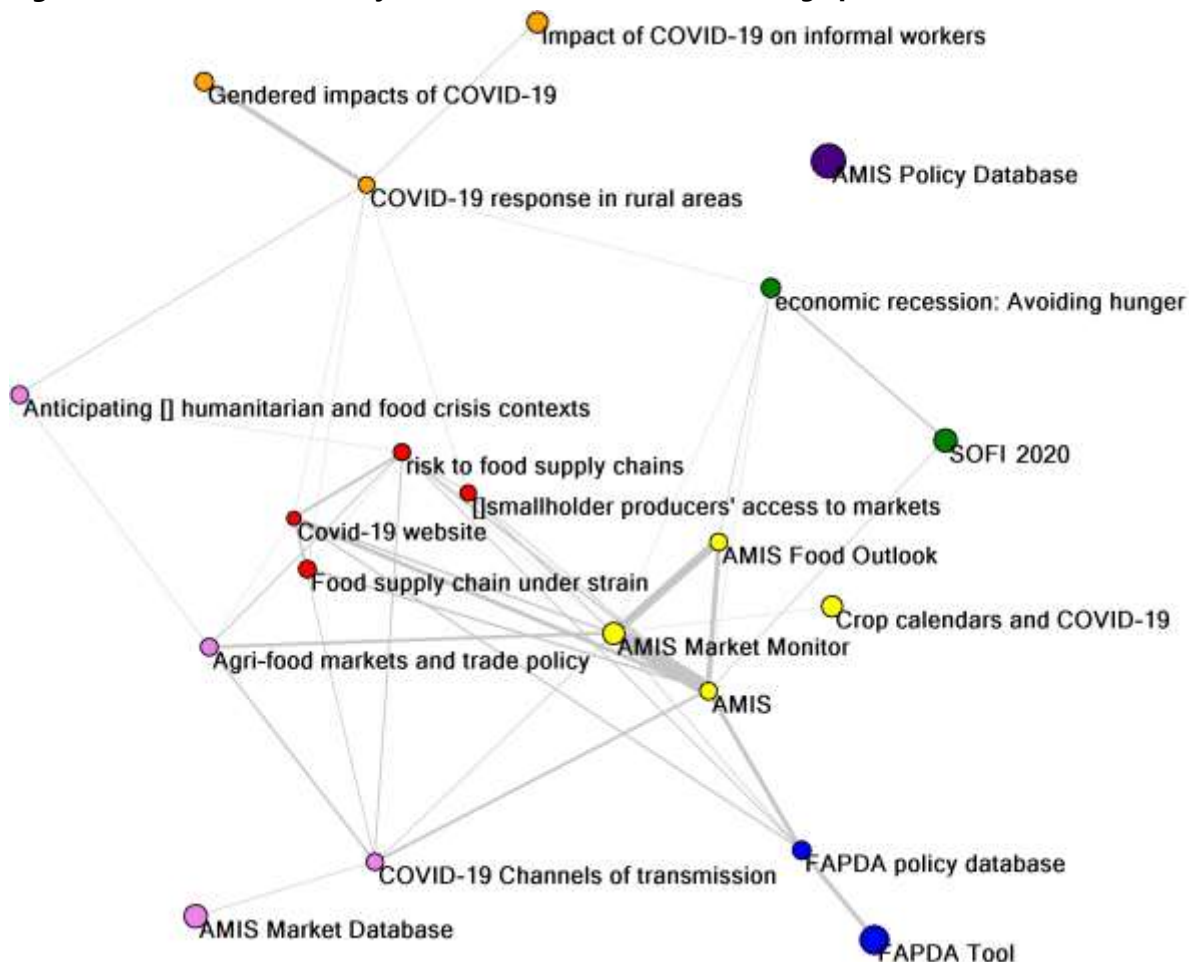 Impact of COVID-19 on informal workers
Gendered impacts of COVID-19
AMIS Policy Database
COVID-19 response in rural areas
economic recession: Avoiding hunger
Anticipating [] humanitarian and food crisis contexts
SOFI 2020
risk to food supply chains
[]smallholder producers' access to markets
Covid-19 website
AMIS Food Outlook
Food supply chain under strain
Crop calendars and COVID-19
AMIS Market Monitor
Agri-food markets and trade policy
AMIS
FAPDA policy database
COVID-19 Channels of transmission
AMIS Market Database
FAPDA Tool